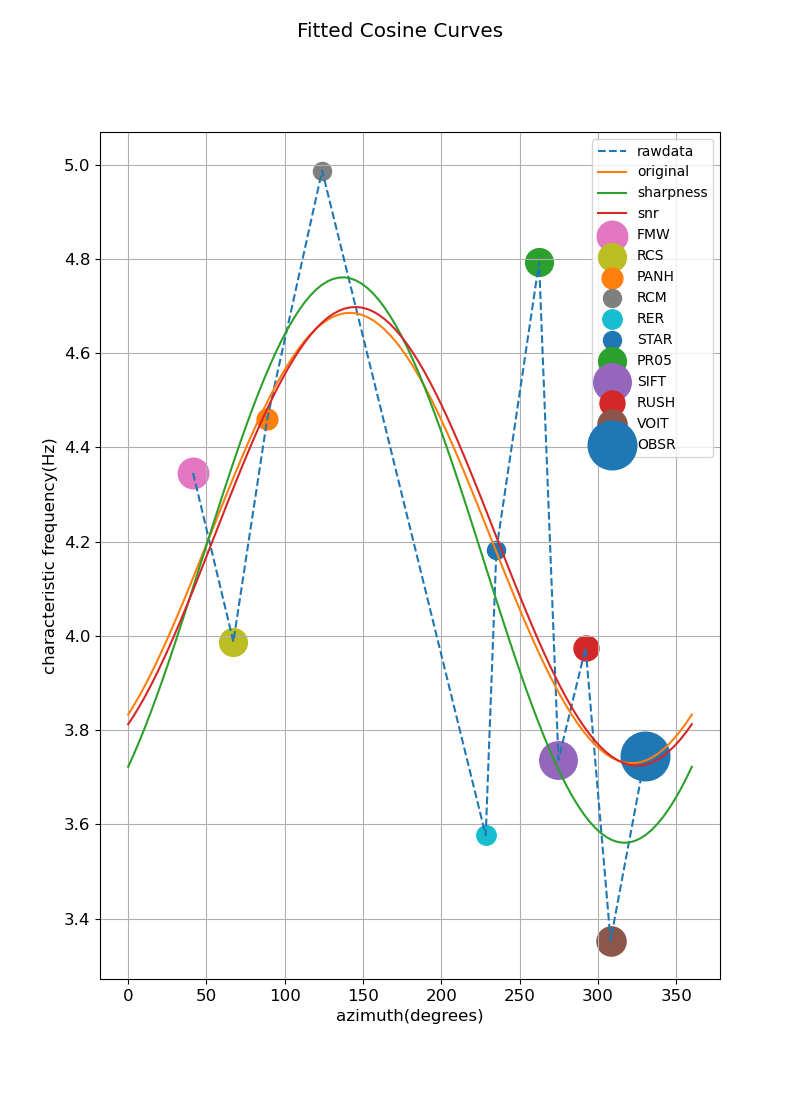 Fitted Cosine Curves
rawdata
original
sharpness
snr
FMW
RCS
PANH
RCM
RER
STAR
PR05
SIFT
RUSH
VOIT
OBSR
5.0
4.8
4.6
4.4
4.2
4.0
3.8
3.6
3.4
characteristic frequency(Hz)
0 50 100 150 200 250 300 350
azimuth(degrees)